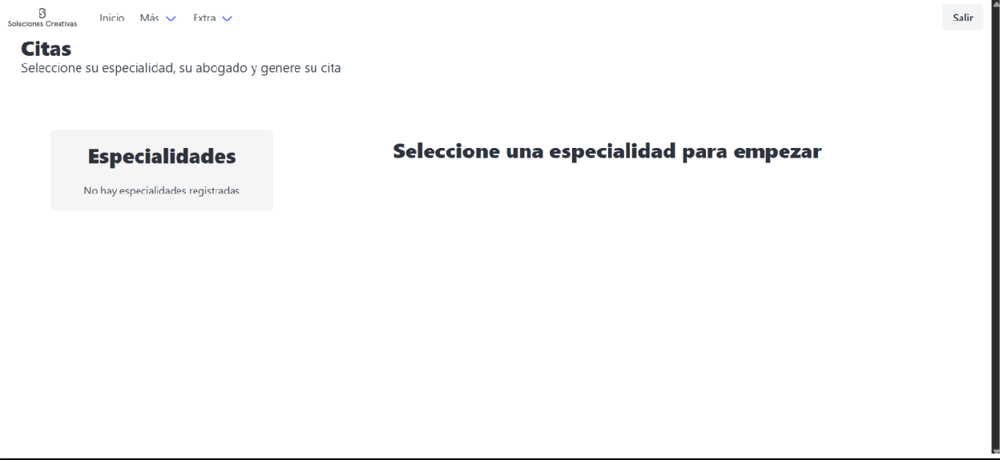 Soluciones Creativas
Inicio Más Extra Salir
Citas
Seleccione su especialidad, su abogado y genere su cita
Especialidades
No hay especialidades registradas
Seleccione una especialidad para empezar